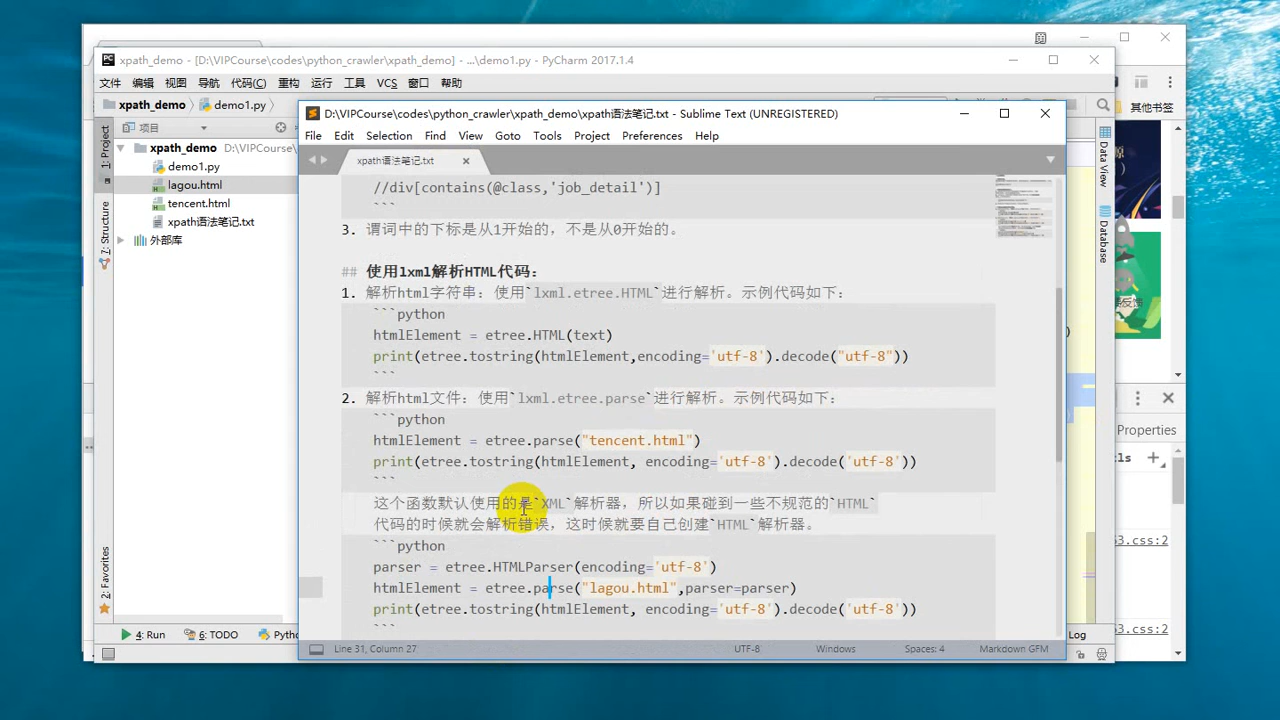 xpath_demo - [D:\VIPCourse\codes\python_crawler\xpath_demo] - ...\demo1.py - PyCharm 2017.1.4
文件 编辑 视图 导航 代码(C) 重构 运行 工具 VCS 窗口 帮助
xpath_demo demo1.py
其他书签
项目
xpath_demo D:\VIPCourse\
demo1.py
lagou.html
tencent.html
xpath语法笔记.txt
外部库
1: Project
7: Structure
2: Favorites
D:\VIPCourse\codes\python_crawler\xpath_demo\xpath语法笔记.txt - Sublime Text (UNREGISTERED)
File Edit Selection Find View Goto Tools Project Preferences Help
xpath语法笔记.txt
//div[contains(@class,'job_detail')]
```
3. 谓词中的下标是从1开始的，不是从0开始的。
## 使用lxml解析HTML代码：
1. 解析html字符串：使用`lxml.etree.HTML`进行解析。示例代码如下：
```python
htmlElement = etree.HTML(text)
print(etree.tostring(htmlElement,encoding='utf-8').decode("utf-8"))
```
2. 解析html文件：使用`lxml.etree.parse`进行解析。示例代码如下：
```python
htmlElement = etree.parse("tencent.html")
print(etree.tostring(htmlElement, encoding='utf-8').decode('utf-8'))
```
这个函数默认使用的是`XML`解析器，所以如果碰到一些不规范的`HTML`
代码的时候就会解析错误，这时候就要自己创建`HTML`解析器。
```python
parser = etree.HTMLParser(encoding='utf-8')
htmlElement = etree.parse("lagou.html",parser=parser)
print(etree.tostring(htmlElement, encoding='utf-8').decode('utf-8'))
```
Line 31, Column 27 UTF-8 Windows Spaces: 4 Markdown GFM
Data View
Database
Properties
ls
53.css:2
53.css:2
4: Run 6: TODO Pytho
Log